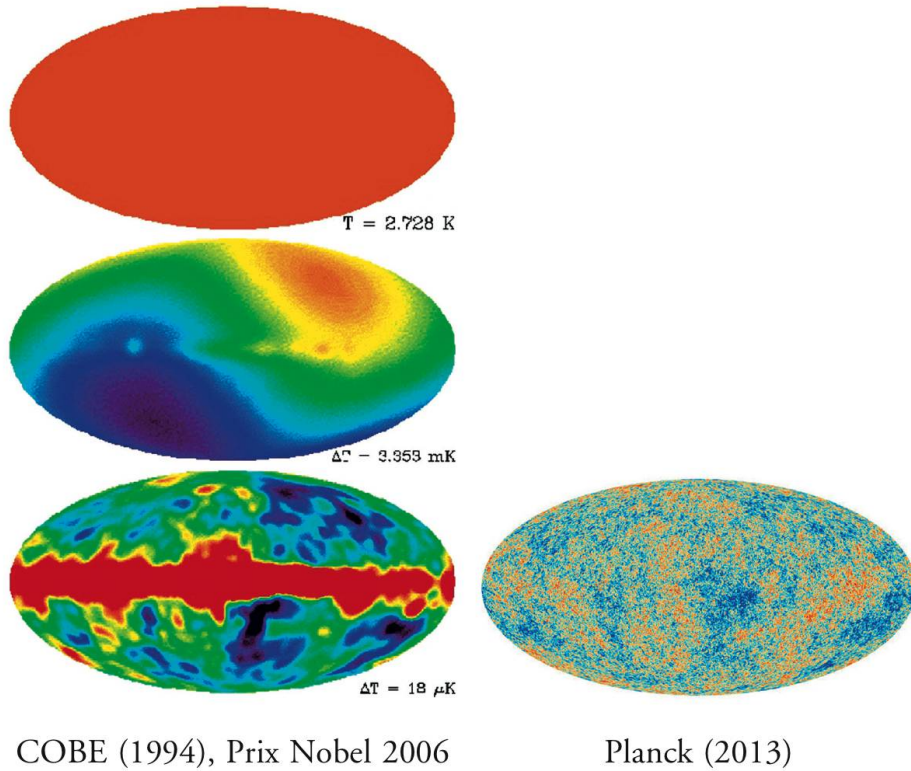 T = 2.728 K
ΔT = 3.353 mK
ΔT = 18 μK
COBE (1994), Prix Nobel 2006
Planck (2013)